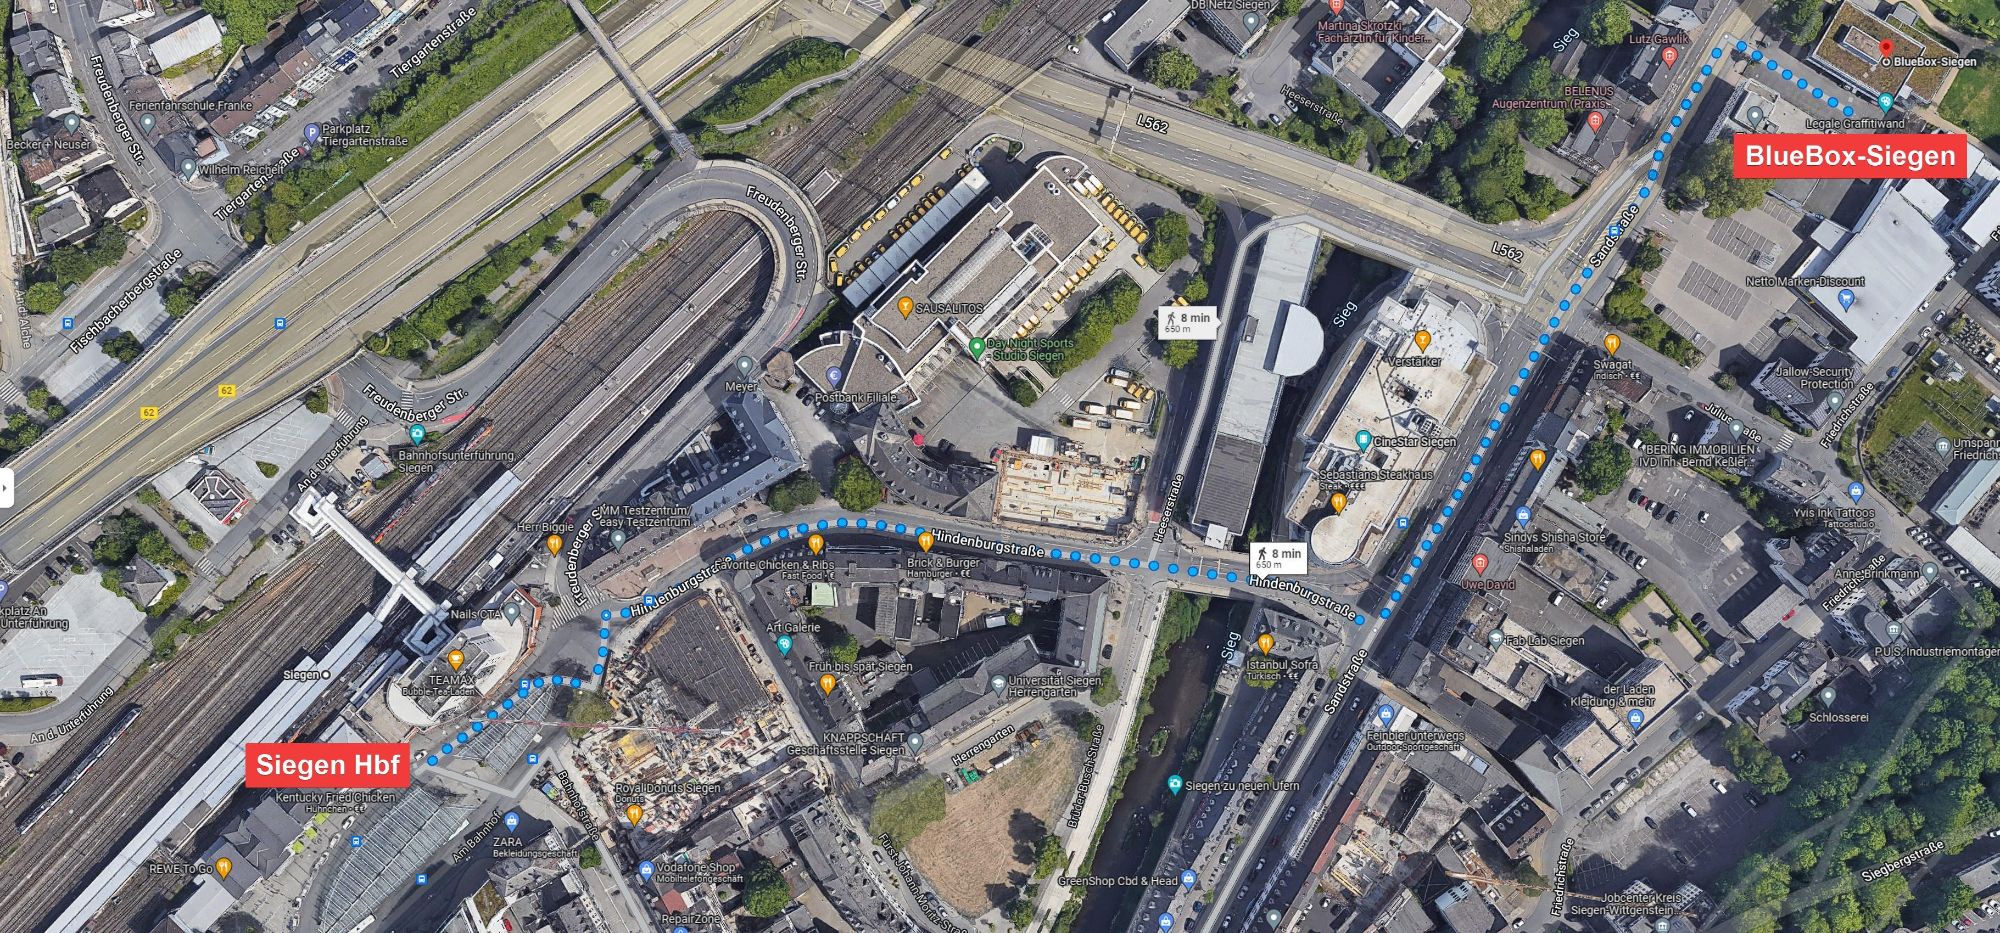 DB Netz Siegen
Martina Skrotzki
Facharztin für Kinder...
Lutz Gawlik
Sieg
BlueBox-Siegen
Freudenberger Str.
Tiergartenstraße
Ferienfahrschule Franke
Becker + Neuser
P
Parkplatz
Tiergartenstraße
Wilhelm Reichelt
Tiergartenstraße
Heeserstraße
BELENUS
Augenzentrum (Praxis...
L562
Legale Graffitiwand
BlueBox-Siegen
Fischbacherbergstraße
An d. Alche
Freudenberger Str.
L562
Sandstraße
Netto Marken-Discount
SAUSALITOS
8 min
650 m
Sieg
Day Night Sports
Studio Siegen
Verstärker
Swagat
Indisch • €€
Jallow-Security
Protection
62
62
Freudenberger Str.
Meyer
Postbank Filiale
Friedrichstraße
An d. Unterführung
Bahnhofsunterführung,
Siegen
CineStar Siegen
BERING IMMOBILIEN
IVD Inh. Bernd Keßler...
Umspann
Friedrich
Sebastians Steakhaus
Steak • €€€
Heeserstraße
Yvis Ink Tattoos
Tattoostudio...
Herr Biggie
MM Testzentrum/
easy Testzentrum
Hindenburgstraße
Sindys Shisha Store
Shishaladen
8 min
650 m
Favorite Chicken & Ribs
Fast Food • €
Brick & Burger
Hamburger • €€
Hindenburgstraße
Uwe David
Anne Brinkmann
Friedrichstraße
Nails CTA
Art Galerie
Sieg
Fab Lab Siegen
P.U.S. Industriemontagen
Siegen
TEAMAX
Bubble-Tea-Laden
Früh bis spät Siegen
Universität Siegen,
Herrengarten
Istanbul Sofra
Türkisch • €€
Sandstraße
der Laden
Kleidung & mehr
An d. Unterführung
Schlosserei
KNAPPSCHAFT
Geschäftsstelle Siegen
Herrengarten
Feinbier unterwegs
Outdoor-Sportgeschäft
Siegen Hbf
Kentucky Fried Chicken
Hühnchen • €€
Bahnhofstraße
Royal Donuts Siegen
Donuts
Brüder-Busch-Straße
Siegen zu neuen Ufern
Am Bahnhof
ZARA
Bekleidungsgeschäft
REWE To Go
Vodafone Shop
Mobiltelefongeschäft
GreenShop Cbd & Head
Friedrichstraße
Siegbergstraße
RepairZone
Jobcenter Kreis
Siegen-Wittgenstein...